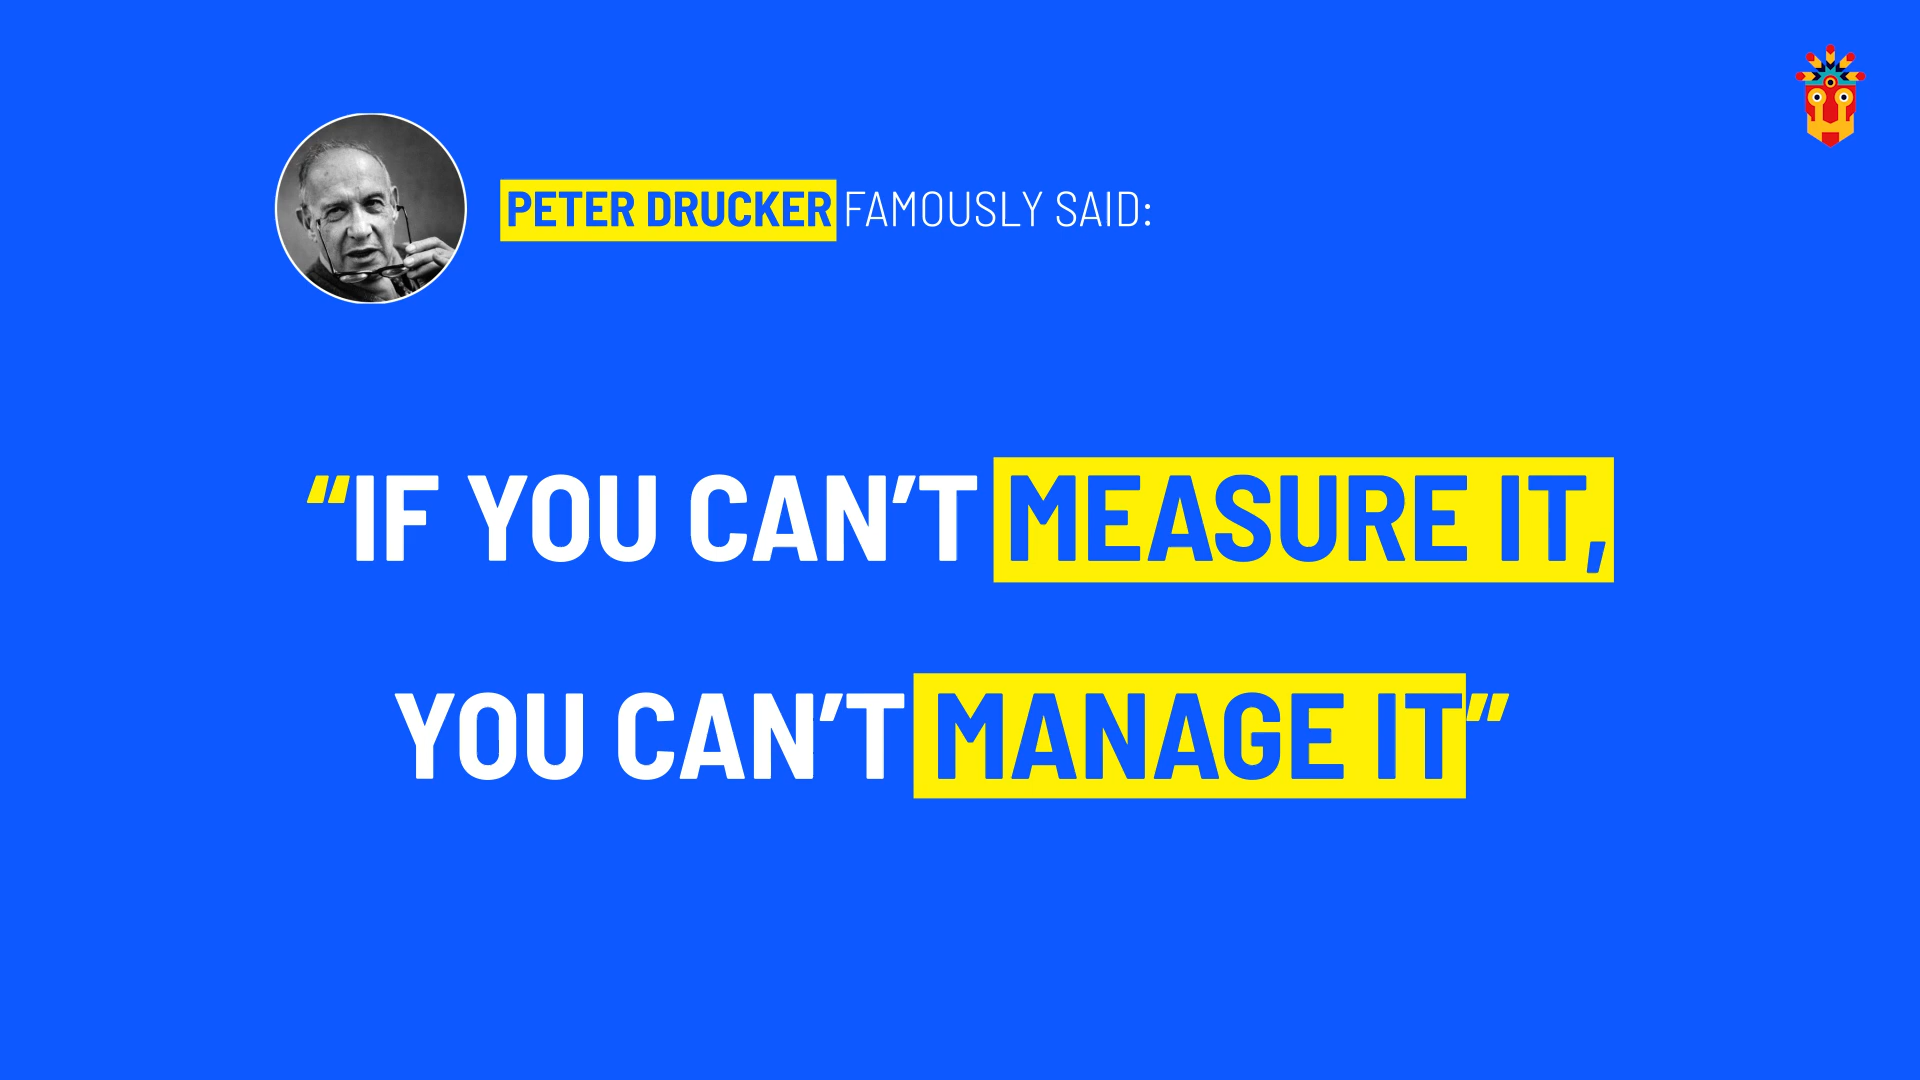 PETER DRUCKER FAMOUSLY SAID:
“IF YOU CAN’T MEASURE IT,
YOU CAN’T MANAGE IT”